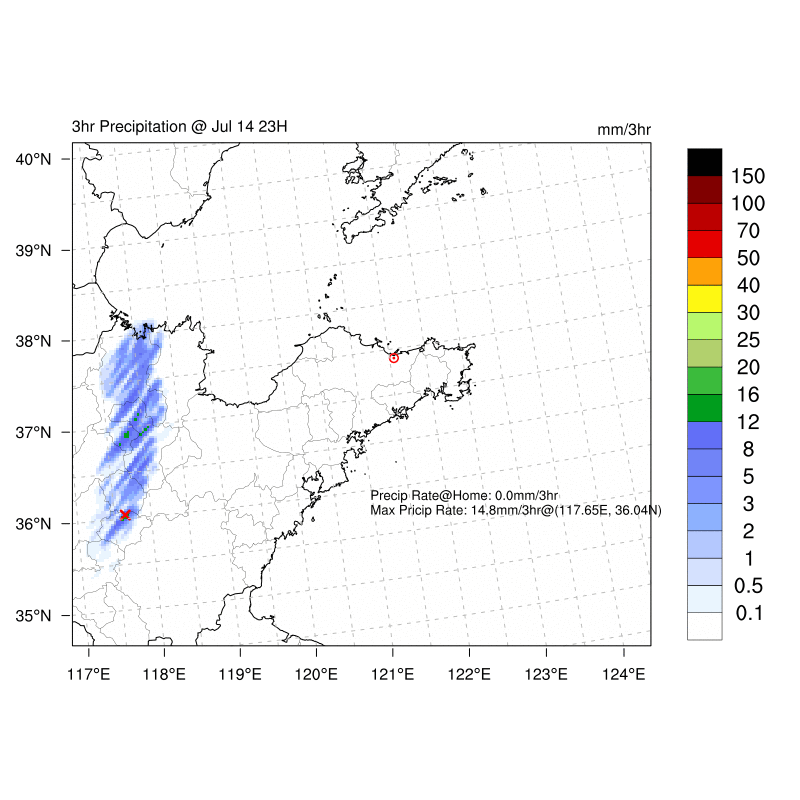 3hr Precipitation @ Jul 14 23H
mm/3hr
40°N
39°N
38°N
37°N
36°N
35°N
117°E
118°E
119°E
120°E
121°E
122°E
123°E
124°E
Precip Rate@Home: 0.0mm/3hr
Max Pricip Rate: 14.8mm/3hr@(117.65E, 36.04N)
150
100
70
50
40
30
25
20
16
12
8
5
3
2
1
0.5
0.1